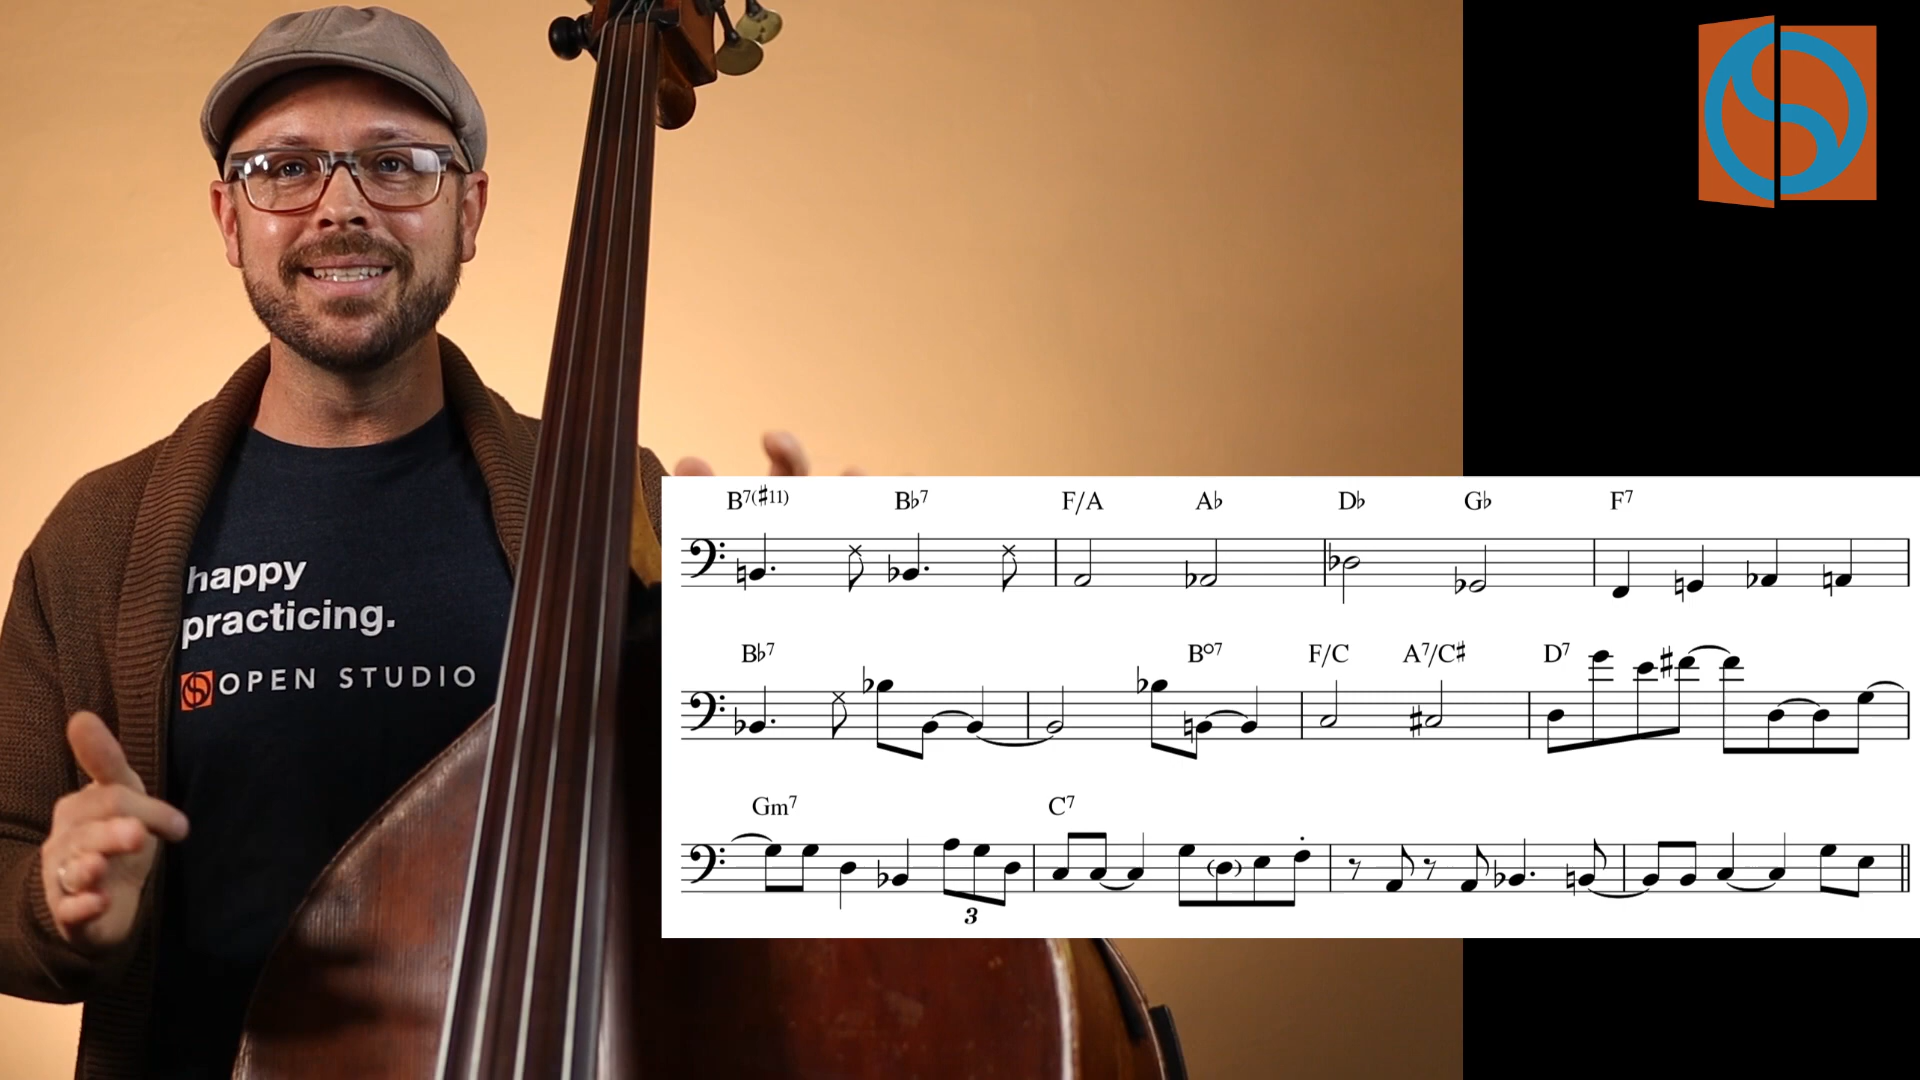 happy
practicing.
OPEN STUDIO
B7(♯11) B♭7 F/A A♭ D♭ G♭ F7
B♭7 B°7 F/C A7/C♯ D7
Gm7 C7
3